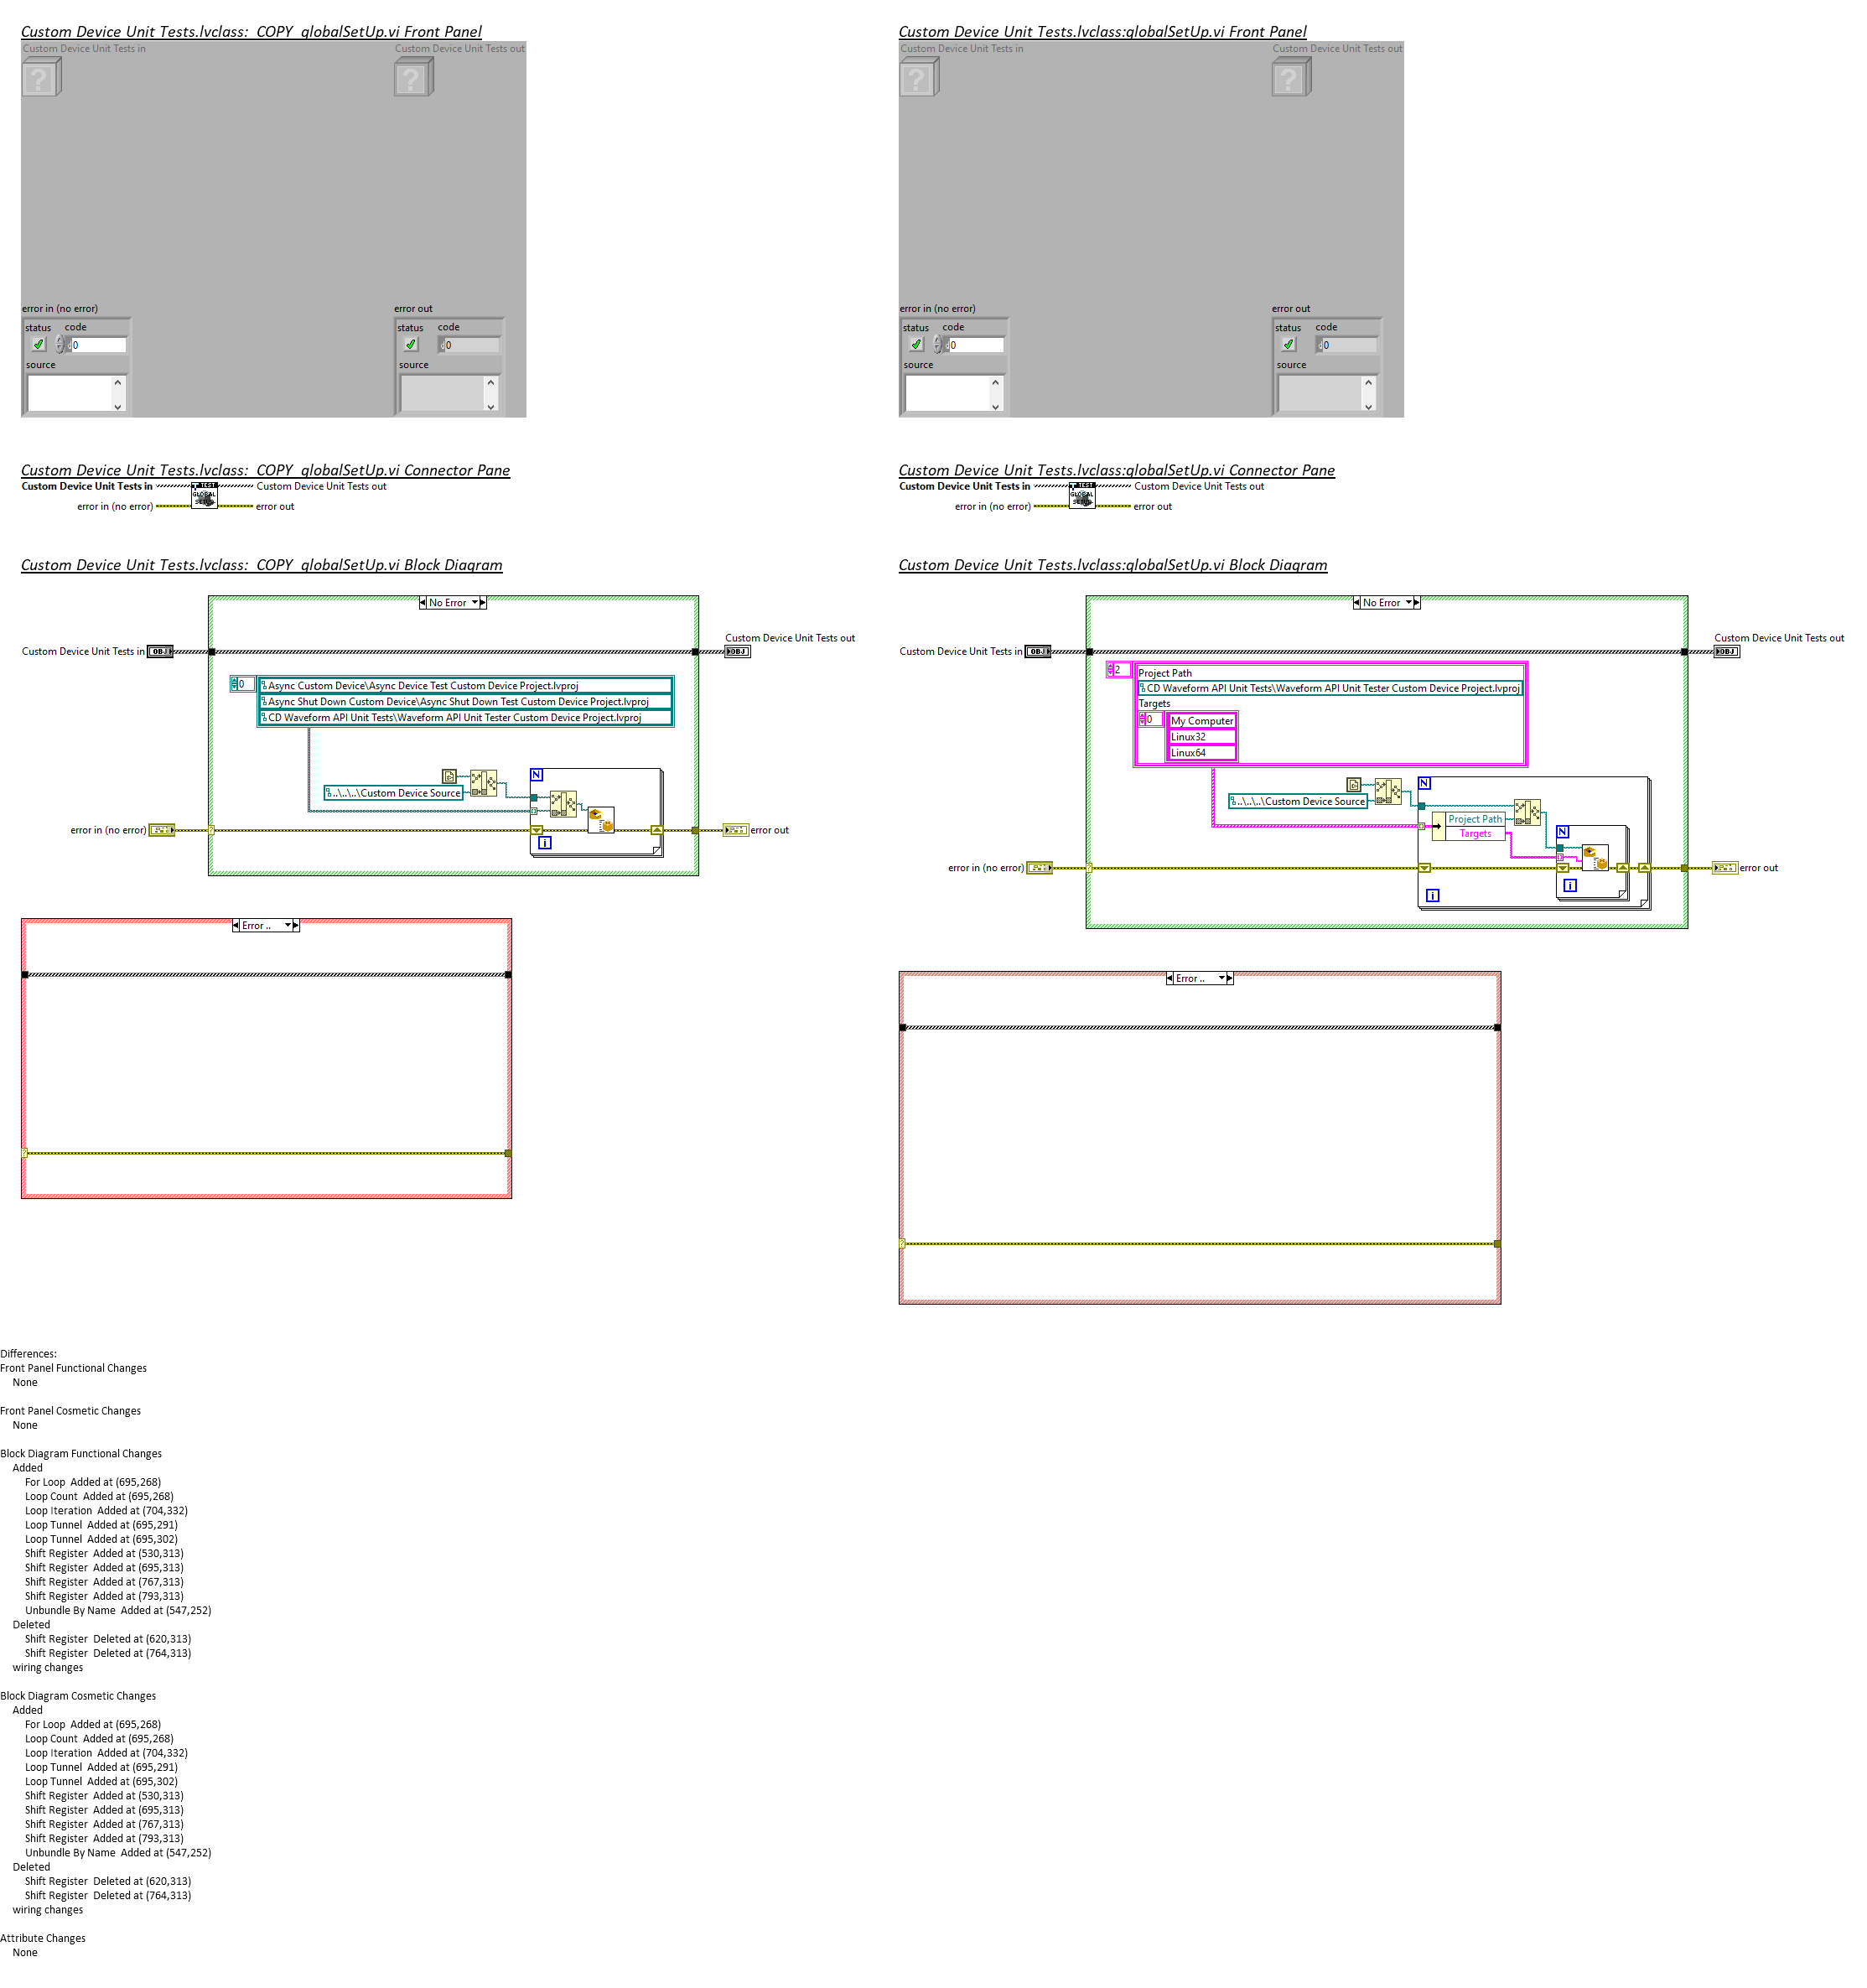 Custom Device Unit Tests.lvclass:_COPY_globalSetUp.vi Front Panel
Custom Device Unit Tests in
Custom Device Unit Tests out
?
?
error in (no error)
status
code
0
source
error out
status
code
0
source
Custom Device Unit Tests.lvclass:_COPY_globalSetUp.vi Connector Pane
Custom Device Unit Tests in
Custom Device Unit Tests out
TEST
GLOBAL
SETUP
error in (no error)
error out
Custom Device Unit Tests.lvclass:_COPY_globalSetUp.vi Block Diagram
No Error
Custom Device Unit Tests in
OBJ
Custom Device Unit Tests out
OBJ
0
Async Custom Device\Async Device Test Custom Device Project.lvproj
Async Shut Down Custom Device\Async Shut Down Test Custom Device Project.lvproj
CD Waveform API Unit Tests\Waveform API Unit Tester Custom Device Project.lvproj
N
..\..\..\Custom Device Source
error in (no error)
?
i
error out
Error ..
?
Custom Device Unit Tests.lvclass:globalSetUp.vi Front Panel
Custom Device Unit Tests in
Custom Device Unit Tests out
?
?
error in (no error)
status
code
0
source
error out
status
code
0
source
Custom Device Unit Tests.lvclass:globalSetUp.vi Connector Pane
Custom Device Unit Tests in
Custom Device Unit Tests out
TEST
GLOBAL
SETUP
error in (no error)
error out
Custom Device Unit Tests.lvclass:globalSetUp.vi Block Diagram
No Error
Custom Device Unit Tests in
OBJ
Custom Device Unit Tests out
OBJ
2
Project Path
CD Waveform API Unit Tests\Waveform API Unit Tester Custom Device Project.lvproj
Targets
0
My Computer
Linux32
Linux64
N
..\..\..\Custom Device Source
Project Path
Targets
N
error in (no error)
?
i
i
error out
Error ..
?
Differences:
Front Panel Functional Changes
None
Front Panel Cosmetic Changes
None
Block Diagram Functional Changes
Added
For Loop Added at (695,268)
Loop Count Added at (695,268)
Loop Iteration Added at (704,332)
Loop Tunnel Added at (695,291)
Loop Tunnel Added at (695,302)
Shift Register Added at (530,313)
Shift Register Added at (695,313)
Shift Register Added at (767,313)
Shift Register Added at (793,313)
Unbundle By Name Added at (547,252)
Deleted
Shift Register Deleted at (620,313)
Shift Register Deleted at (764,313)
wiring changes
Block Diagram Cosmetic Changes
Added
For Loop Added at (695,268)
Loop Count Added at (695,268)
Loop Iteration Added at (704,332)
Loop Tunnel Added at (695,291)
Loop Tunnel Added at (695,302)
Shift Register Added at (530,313)
Shift Register Added at (695,313)
Shift Register Added at (767,313)
Shift Register Added at (793,313)
Unbundle By Name Added at (547,252)
Deleted
Shift Register Deleted at (620,313)
Shift Register Deleted at (764,313)
wiring changes
Attribute Changes
None